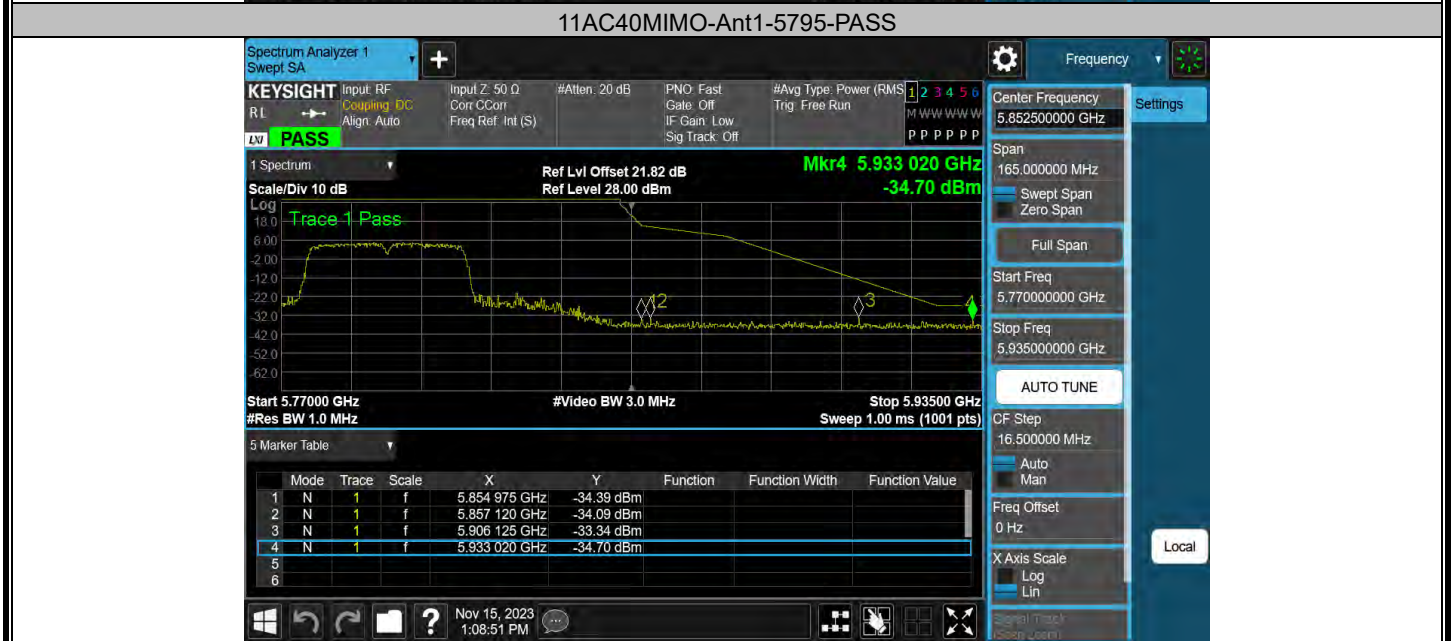 11AC40MIMO-Ant1-5795-PASS
Spectrum Analyzer 1
Swept SA
+
Frequency
KEYSIGHT
RL
LXI
PASS
Input: RF
Coupling: DC
Align: Auto
Input Z: 50 Ω
Corr CCorr
Freq Ref: Int (S)
#Atten: 20 dB
PNO: Fast
Gate: Off
IF Gain: Low
Sig Track: Off
#Avg Type: Power (RMS
Trig: Free Run
1 2 3 4 5 6
M W W W W W
P P P P P P
Center Frequency
5.852500000 GHz
Settings
1 Spectrum
Scale/Div 10 dB
Ref Lvl Offset 21.82 dB
Ref Level 28.00 dBm
Mkr4 5.933 020 GHz
-34.70 dBm
Log
Trace 1 Pass
18.0
8.00
-2.00
-12.0
-22.0
-32.0
-42.0
-52.0
-62.0
1
2
3
4
Start 5.77000 GHz
#Res BW 1.0 MHz
#Video BW 3.0 MHz
Stop 5.93500 GHz
Sweep 1.00 ms (1001 pts)
Span
165.000000 MHz
Swept Span
Zero Span
Full Span
Start Freq
5.770000000 GHz
Stop Freq
5.935000000 GHz
AUTO TUNE
CF Step
16.500000 MHz
Auto
Man
Freq Offset
0 Hz
X Axis Scale
Log
Lin
Signal Track
(Span Zoom)
Local
5 Marker Table
Mode Trace Scale X Y Function Function Width Function Value
1 N 1 f 5.854 975 GHz -34.39 dBm
2 N 1 f 5.857 120 GHz -34.09 dBm
3 N 1 f 5.906 125 GHz -33.34 dBm
4 N 1 f 5.933 020 GHz -34.70 dBm
5
6
?
Nov 15, 2023
1:08:51 PM